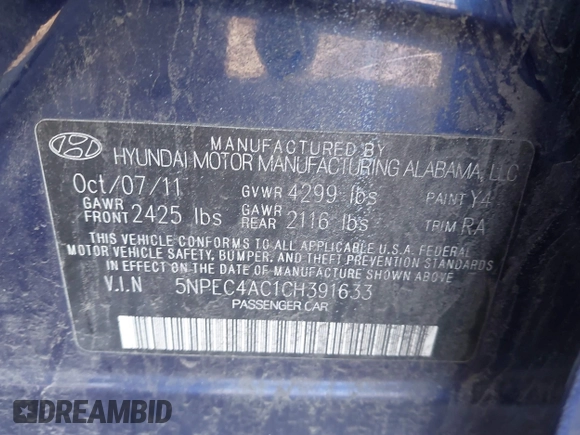 MANUFACTURED BY
HYUNDAI MOTOR MANUFACTURING ALABAMA, LLC
Oct/07/11 GVWR 4299 lbs PAINT Y4
GAWR FRONT 2425 lbs GAWR REAR 2116 lbs TRIM RA
THIS VEHICLE CONFORMS TO ALL APPLICABLE U.S.A. FEDERAL
MOTOR VEHICLE SAFETY, BUMPER, AND THEFT PREVENTION STANDARDS
IN EFFECT ON THE DATE OF MANUFACTURE SHOWN ABOVE
V.I.N 5NPEC4AC1CH391633
PASSENGER CAR
DREAMBID